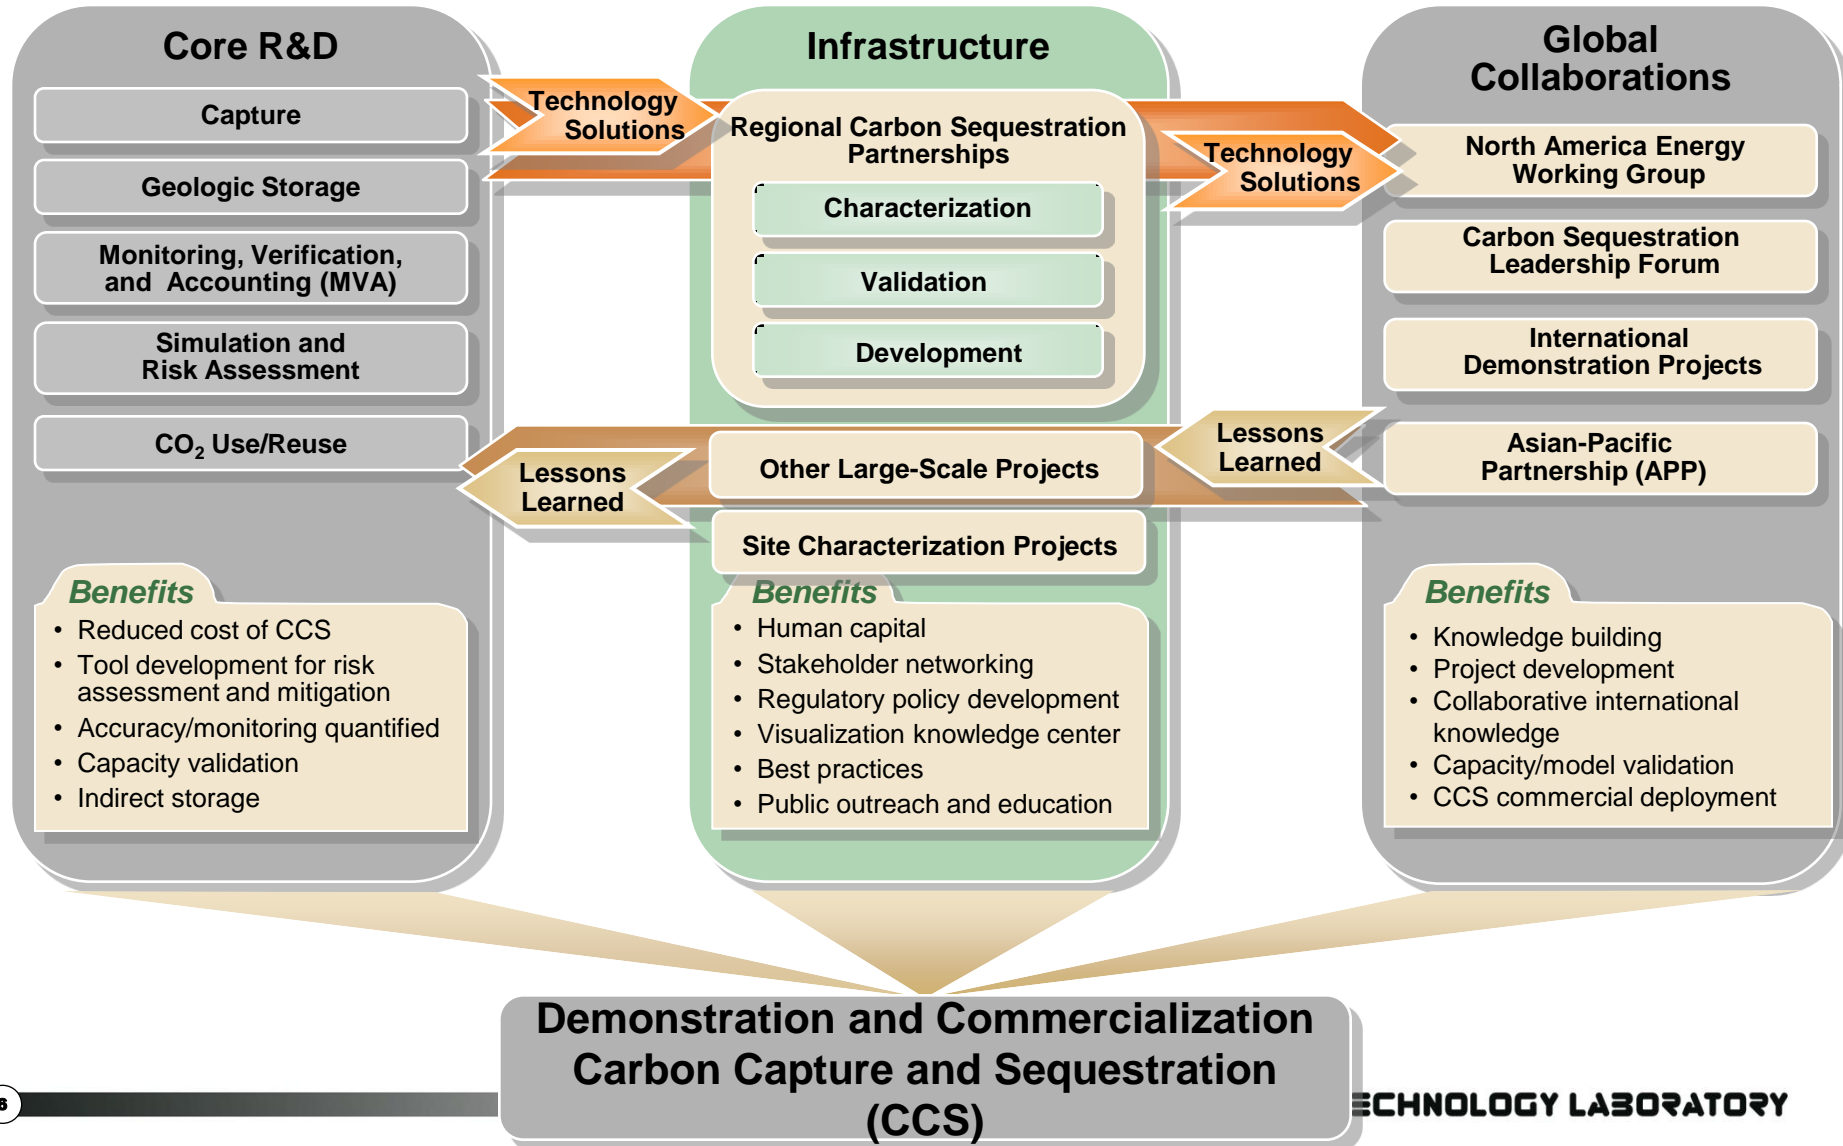 Core R&D
Capture
Geologic Storage
Monitoring, Verification,
and Accounting (MVA)
Simulation and
Risk Assessment
CO₂ Use/Reuse
Benefits
• Reduced cost of CCS
• Tool development for risk
assessment and mitigation
• Accuracy/monitoring quantified
• Capacity validation
• Indirect storage
Technology
Solutions
Lessons
Learned
Infrastructure
Regional Carbon Sequestration
Partnerships
Characterization
Validation
Development
Other Large-Scale Projects
Site Characterization Projects
Benefits
• Human capital
• Stakeholder networking
• Regulatory policy development
• Visualization knowledge center
• Best practices
• Public outreach and education
Technology
Solutions
Lessons
Learned
Global
Collaborations
North America Energy
Working Group
Carbon Sequestration
Leadership Forum
International
Demonstration Projects
Asian-Pacific
Partnership (APP)
Benefits
• Knowledge building
• Project development
• Collaborative international
knowledge
• Capacity/model validation
• CCS commercial deployment
Demonstration and Commercialization
Carbon Capture and Sequestration
(CCS)
6
LABORATORY